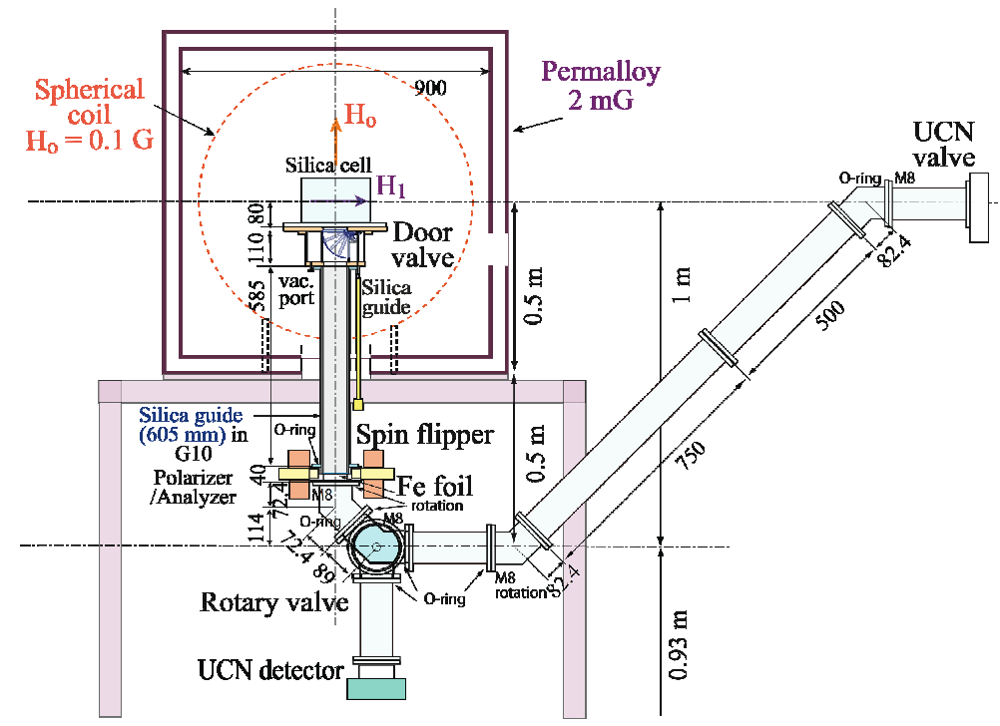 900
Permalloy
2 mG
Spherical
coil
Ho = 0.1 G
Ho
UCN
valve
Silica cell
O-ring
M8
H1
80
Door
valve
110
82.4
vac.
port
Silica
guide
585
0.5 m
1 m
500
Silica guide
(605 mm) in
G10
O-ring
Spin flipper
0.5 m
750
Polarizer
/Analyzer
40
Fe foil
M8
rotation
72.4
O-ring
M8
114
72.4
89
M8
rotation
82.4
O-ring
Rotary valve
0.93 m
UCN detector